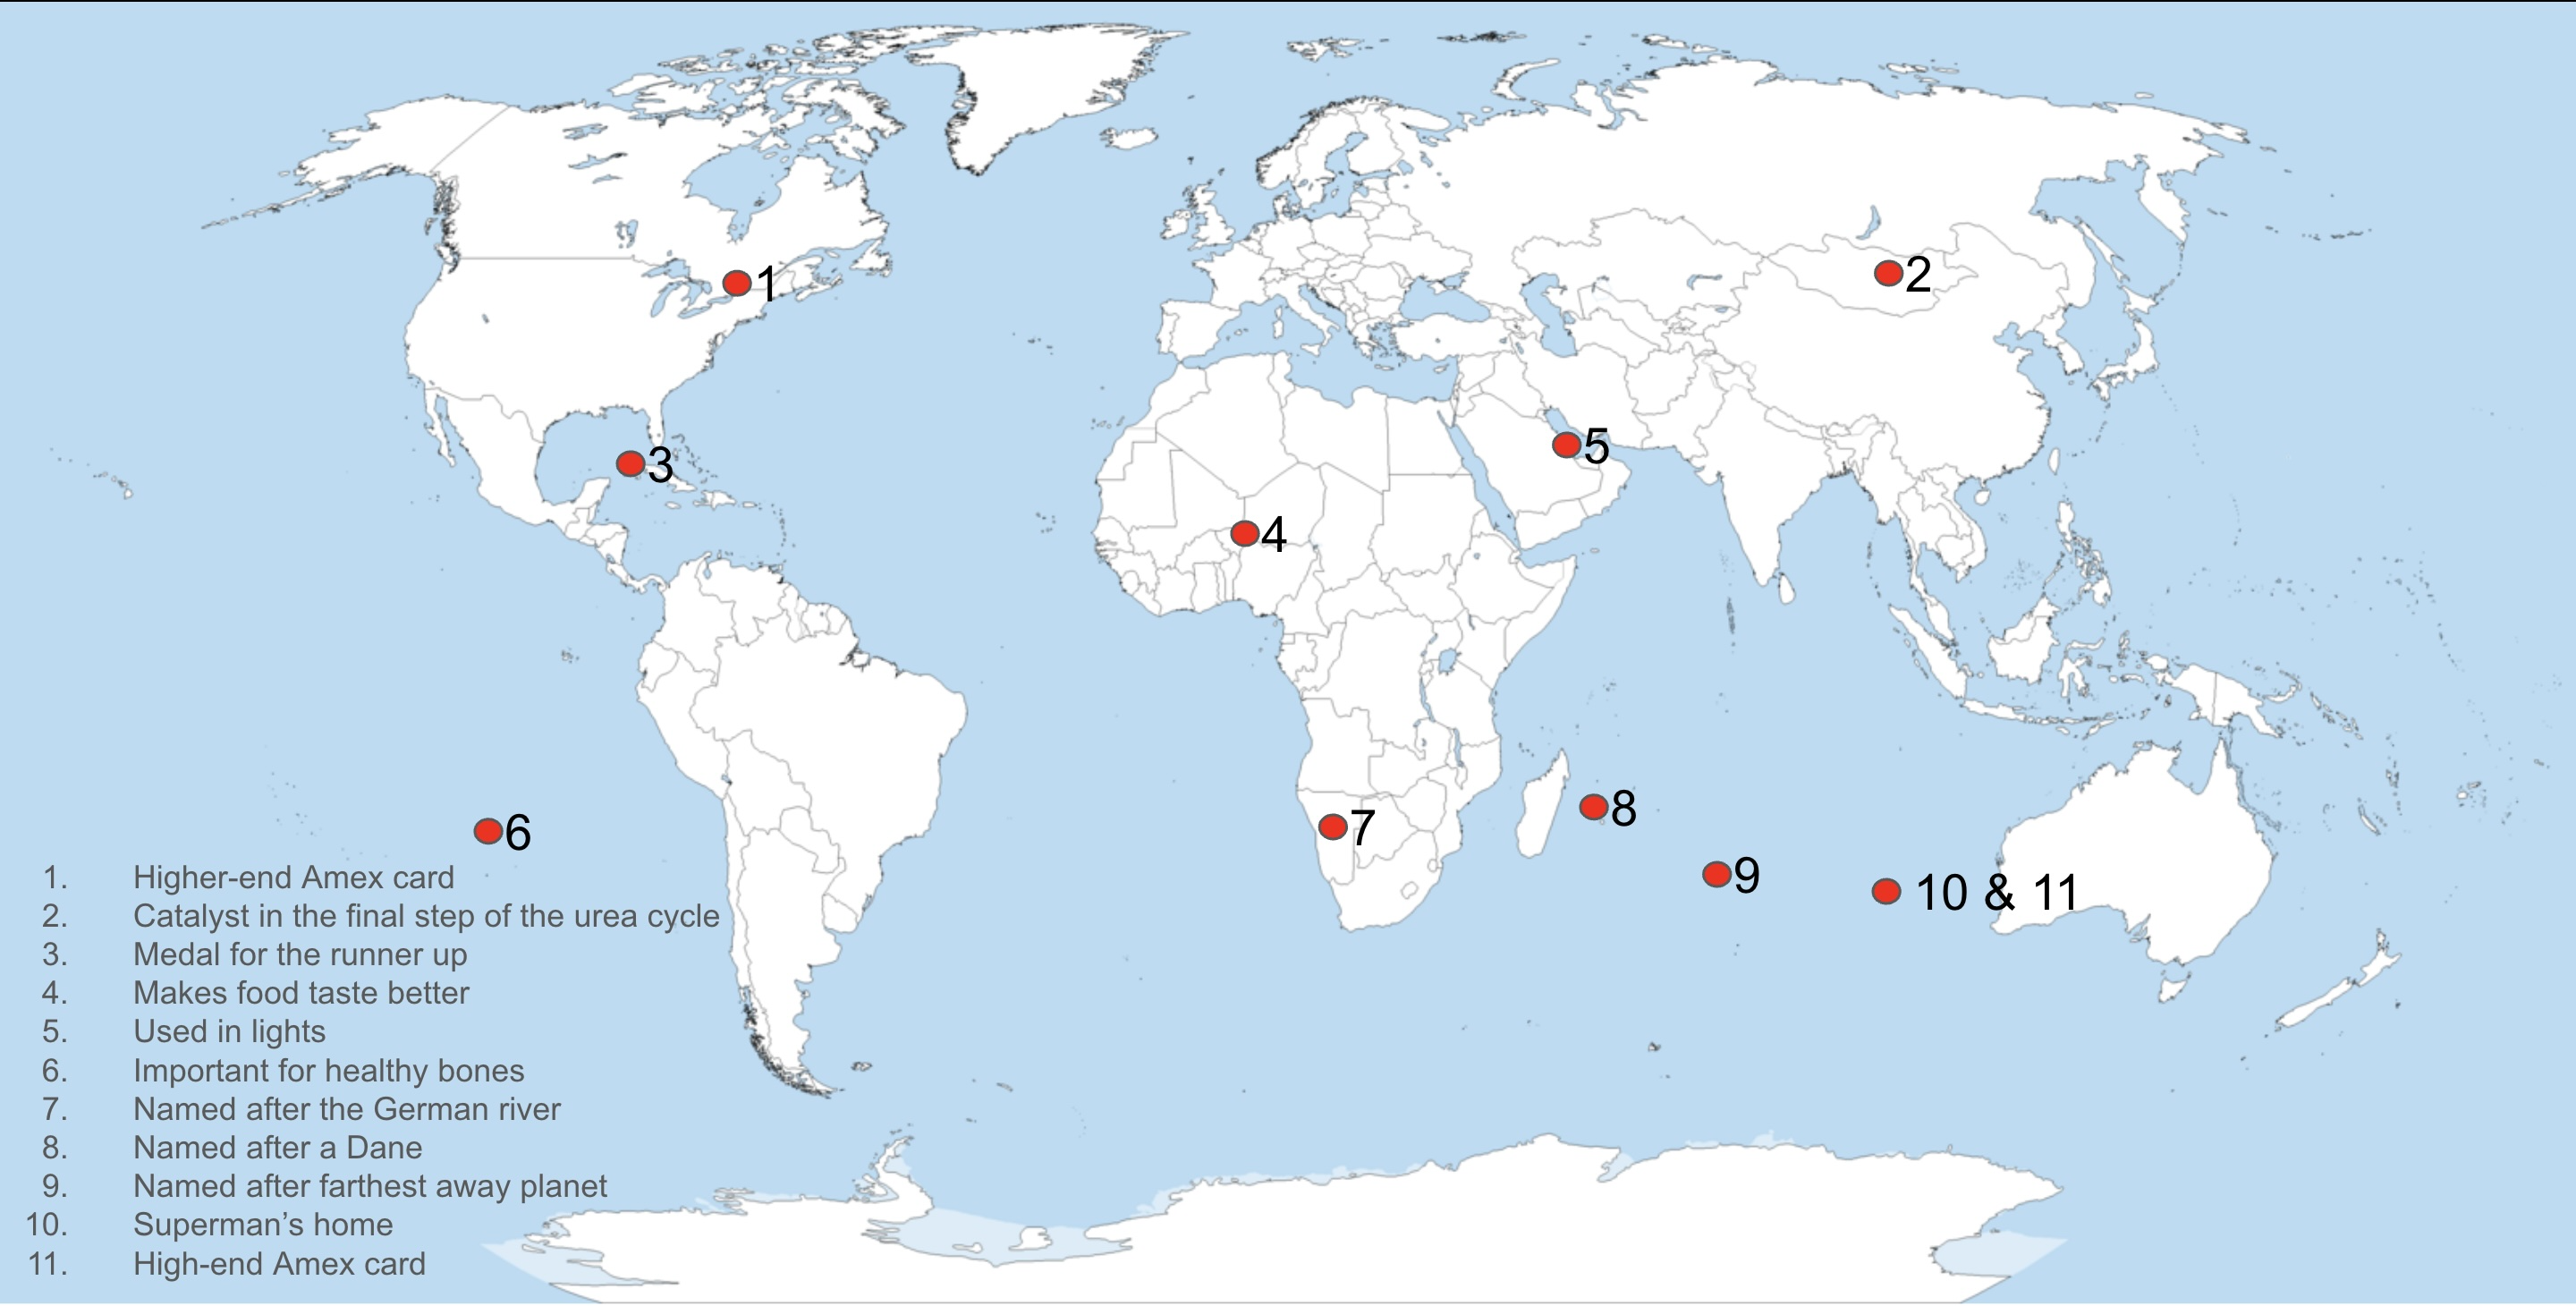 1
2
3
5
4
6
7
8
9
10 & 11
1. Higher-end Amex card
2. Catalyst in the final step of the urea cycle
3. Medal for the runner up
4. Makes food taste better
5. Used in lights
6. Important for healthy bones
7. Named after the German river
8. Named after a Dane
9. Named after farthest away planet
10. Superman’s home
11. High-end Amex card